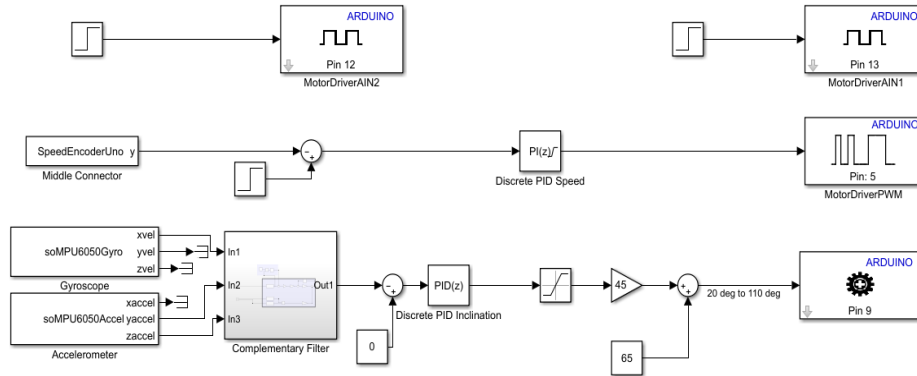 ARDUINO
Pin 12
MotorDriverAIN2
ARDUINO
Pin 13
MotorDriverAIN1
SpeedEncoderUno y
Middle Connector
PI(z)
Discrete PID Speed
ARDUINO
Pin: 5
MotorDriverPWM
soMPU6050Gyro
xvel
yvel
zvel
Gyroscope
soMPU6050Accel
xaccel
yaccel
zaccel
Accelerometer
In1
In2
In3
Out1
Complementary Filter
0
PID(z)
Discrete PID Inclination
45
65
20 deg to 110 deg
ARDUINO
Pin 9